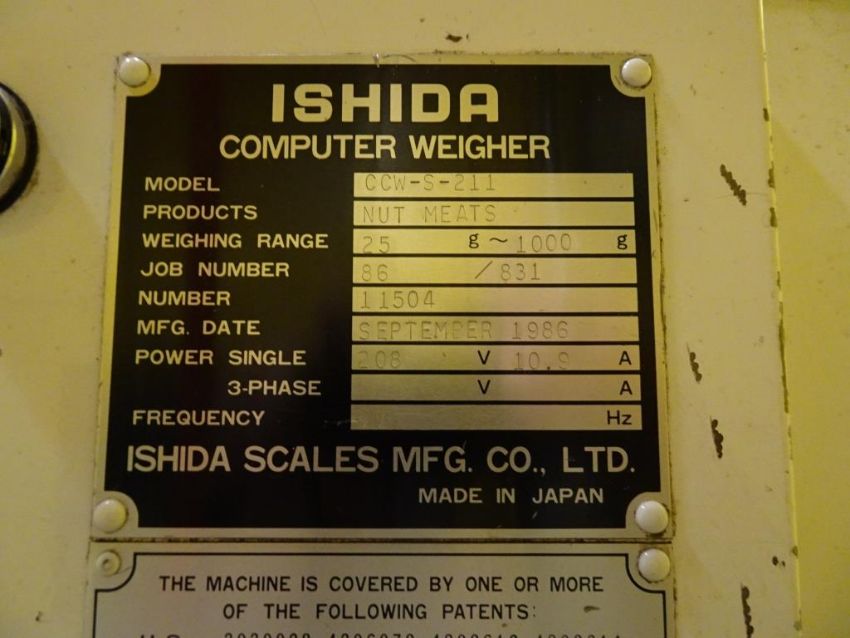 ISHIDA
COMPUTER WEIGHER
MODEL CCW-S-211
PRODUCTS NUT MEATS
WEIGHING RANGE 25 g ~ 1000 g
JOB NUMBER 86 / 831
NUMBER 11504
MFG. DATE SEPTEMBER 1986
POWER SINGLE 208 V 10.9 A
3-PHASE V A
FREQUENCY Hz
ISHIDA SCALES MFG. CO., LTD.
MADE IN JAPAN
THE MACHINE IS COVERED BY ONE OR MORE
OF THE FOLLOWING PATENTS: